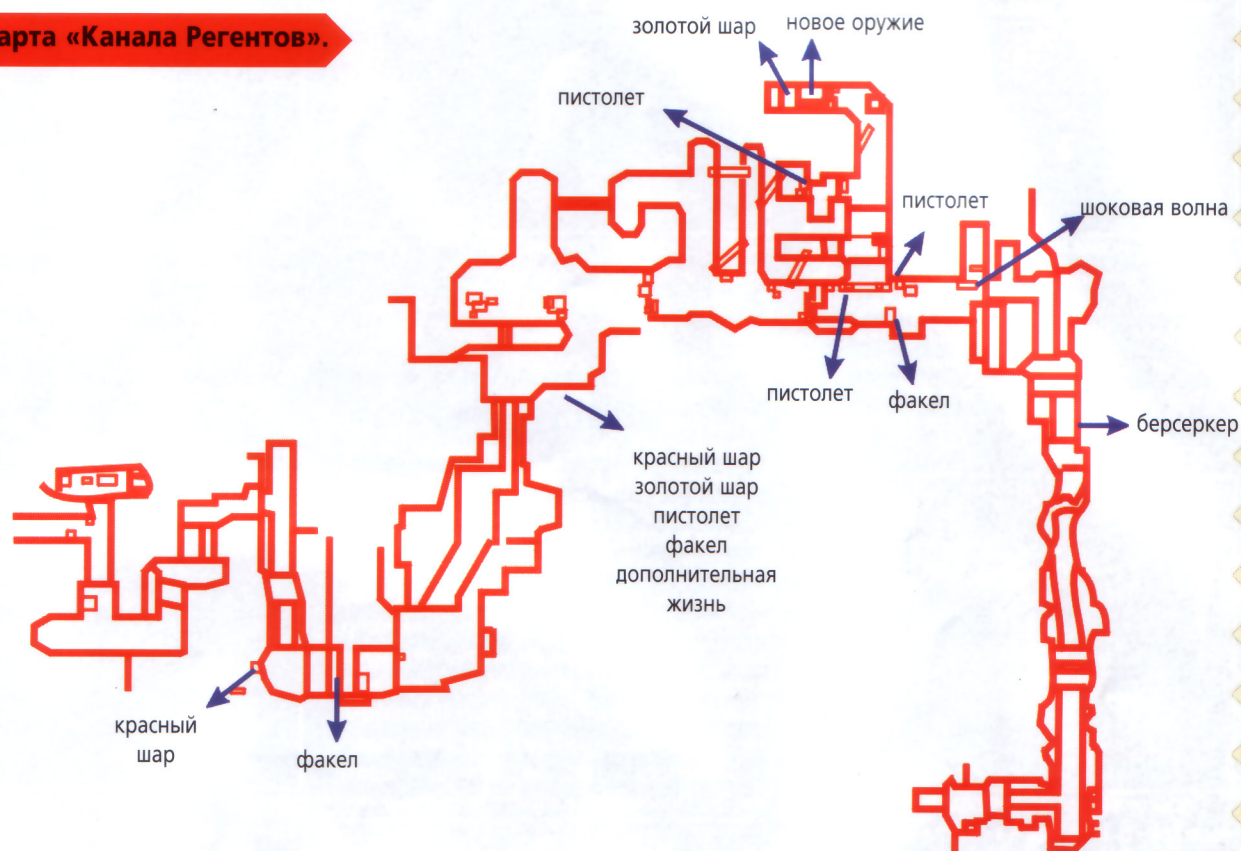 арта «Канала Регентов».
золотой шар
новое оружие
пистолет
пистолет
шоковая волна
пистолет
факел
берсеркер
красный шар
золотой шар
пистолет
факел
дополнительная
жизнь
красный
шар
факел